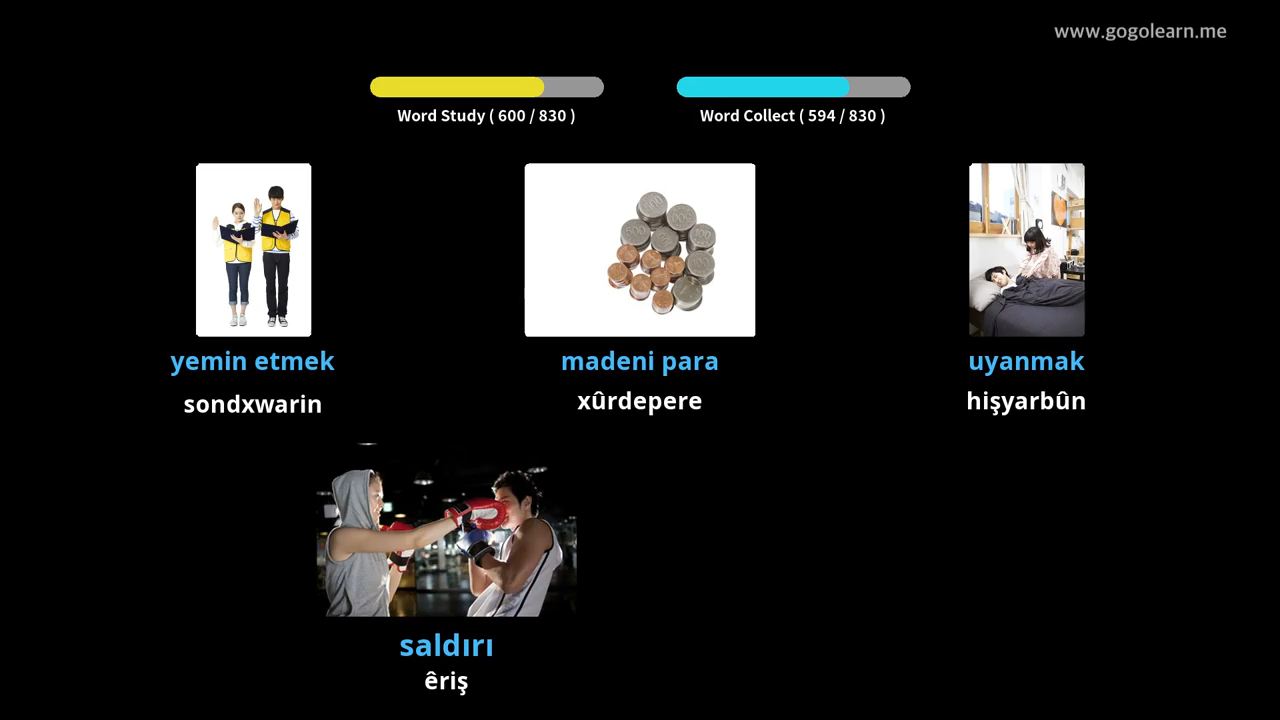 www.gogolearn.me
Word Study ( 600 / 830 )
Word Collect ( 594 / 830 )
yemin etmek
sondxwarin
madeni para
xûrdepere
uyanmak
hişyarbûn
saldırı
êriş